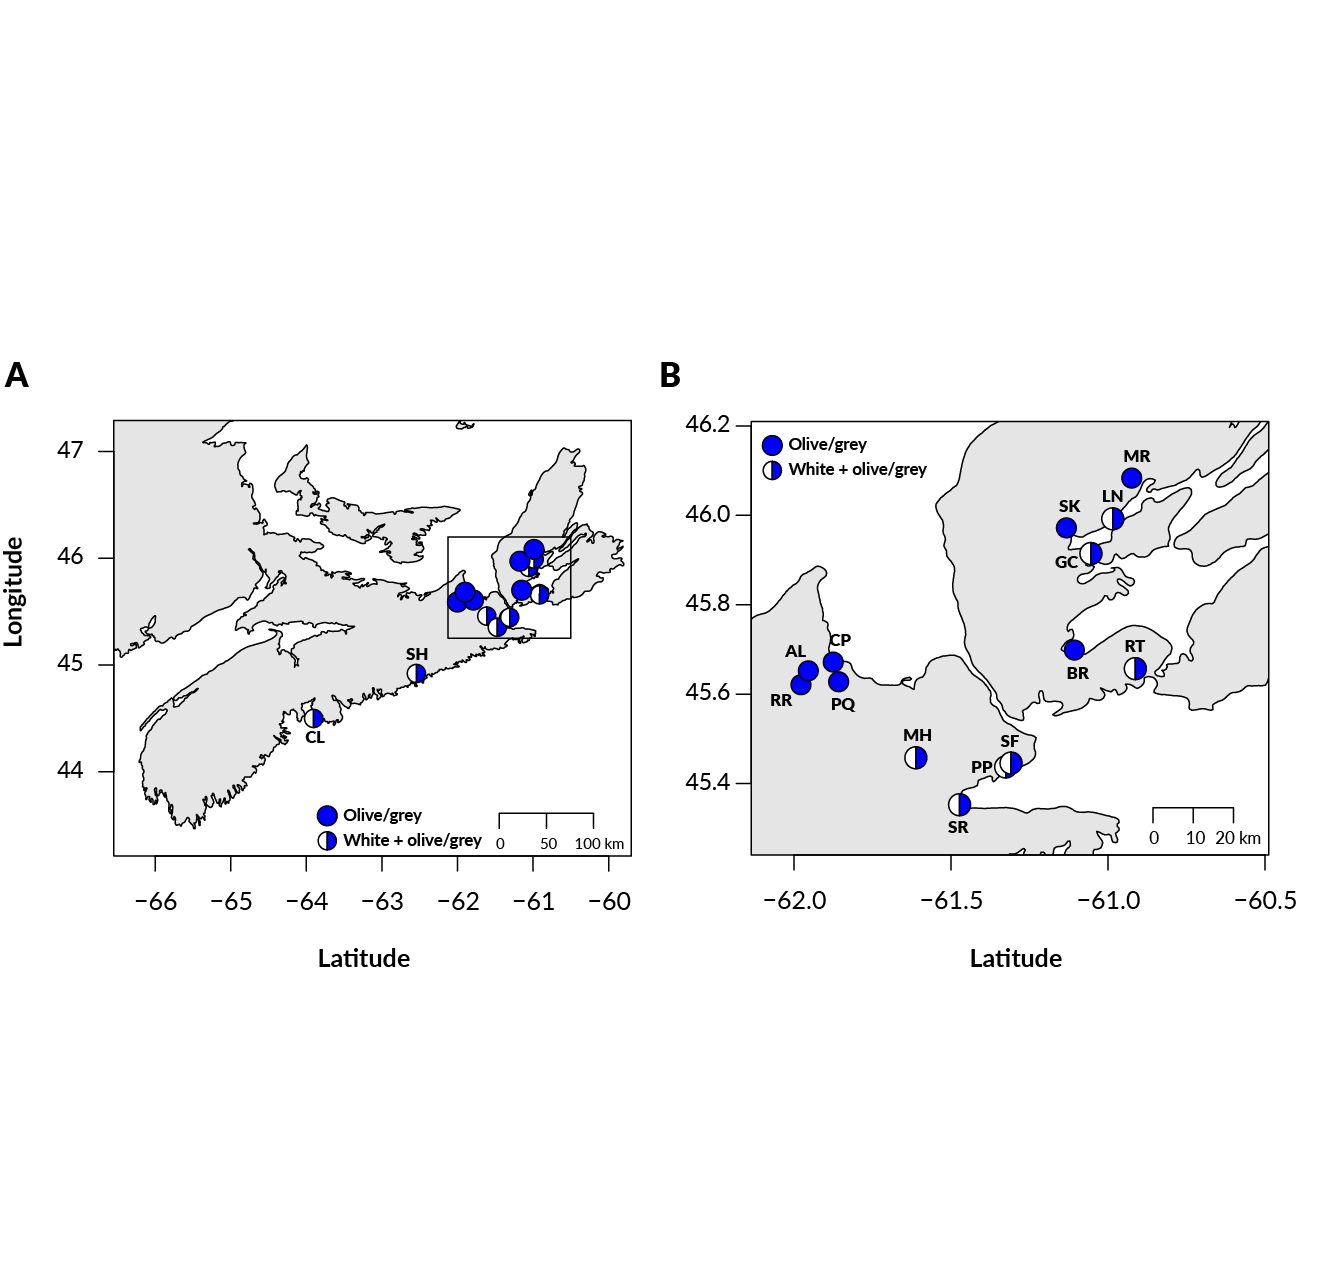 A
Longitude
47
46
45
44
SH
CL
Olive/grey
White + olive/grey
0 50 100 km
−66 −65 −64 −63 −62 −61 −60
Latitude
B
46.2
46.0
45.8
45.6
45.4
Olive/grey
White + olive/grey
MR
LN
SK
GC
CP
AL
RT
BR
RR
PQ
MH
SF
PP
SR
0 10 20 km
−62.0 −61.5 −61.0 −60.5
Latitude